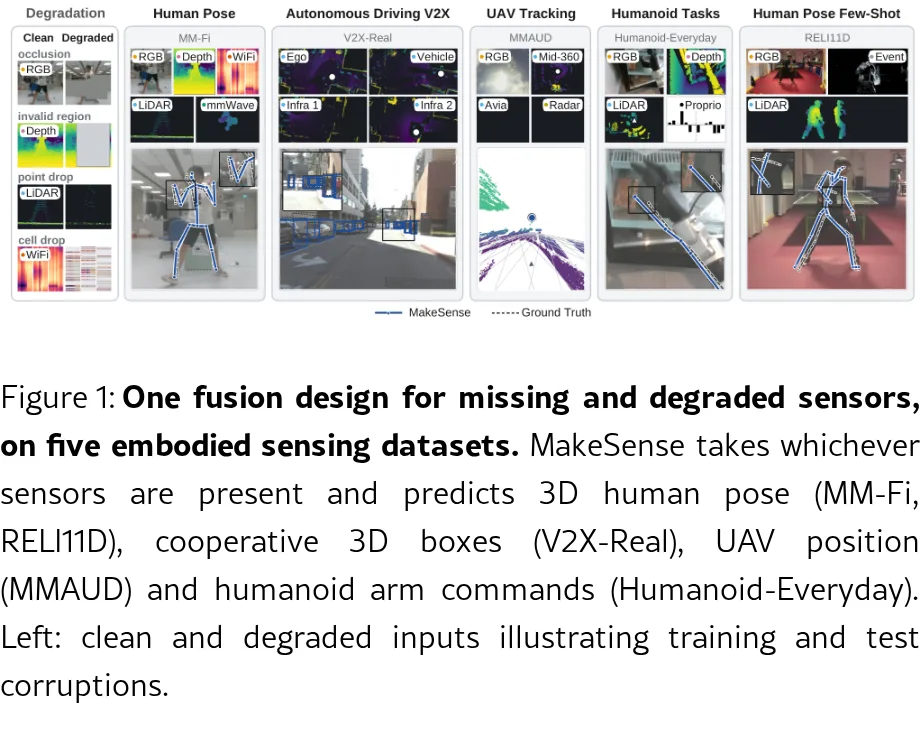 Degradation
Human Pose
Autonomous Driving V2X
UAV Tracking
Humanoid Tasks
Human Pose Few-Shot
Clean Degraded
occlusion
RGB
invalid region
Depth
point drop
LiDAR
cell drop
WiFi
MM-Fi
RGB
Depth
WiFi
LiDAR
mmWave
V2X-Real
Ego
Vehicle
Infra 1
Infra 2
MMAUD
RGB
Mid-360
Avia
Radar
Humanoid-Everyday
RGB
Depth
LiDAR
Proprio
RELI11D
RGB
Event
LiDAR
MakeSense
Ground Truth
Figure 1: One fusion design for missing and degraded sensors,
on five embodied sensing datasets. MakeSense takes whichever
sensors are present and predicts 3D human pose (MM-Fi,
RELI11D), cooperative 3D boxes (V2X-Real), UAV position
(MMAUD) and humanoid arm commands (Humanoid-Everyday).
Left: clean and degraded inputs illustrating training and test
corruptions.